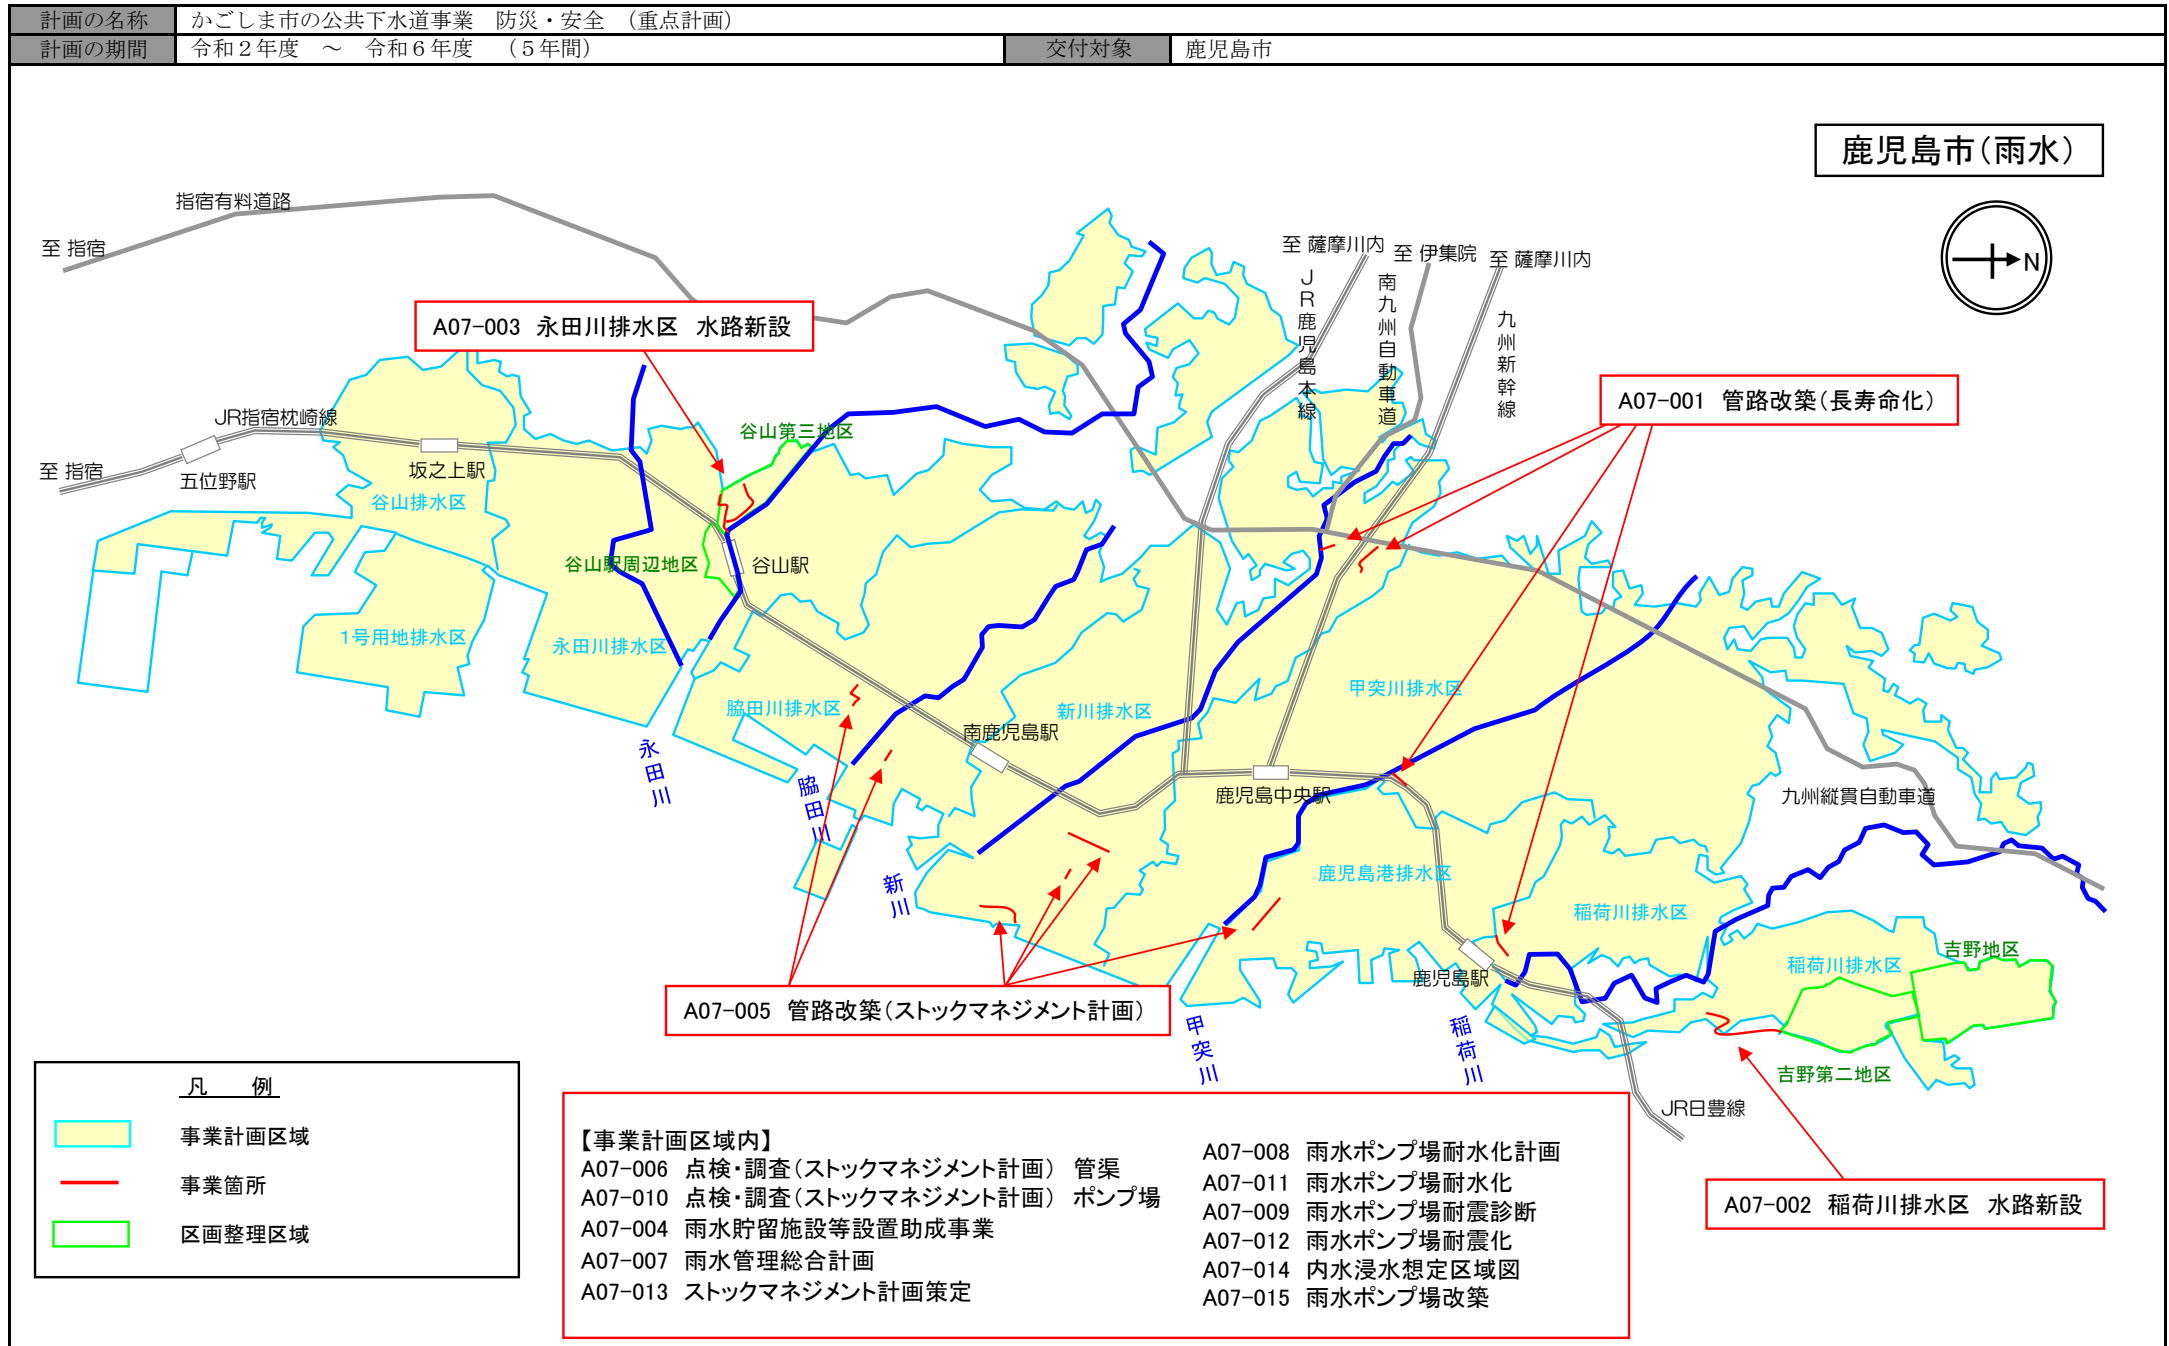 計画の名称 かごしま市の公共下水道事業 防災・安全 （重点計画）
計画の期間 令和２年度 ～ 令和６年度 （５年間） 交付対象 鹿児島市
鹿児島市（雨水）
N
指宿有料道路
至 指宿
至 薩摩川内
至 伊集院
至 薩摩川内
JR鹿児島本線
南九州自動車道
九州新幹線
A07-003 永田川排水区 水路新設
A07-001 管路改築（長寿命化）
JR指宿枕崎線
谷山第三地区
至 指宿
五位野駅
坂之上駅
谷山排水区
谷山駅周辺地区
谷山駅
1号用地排水区
永田川排水区
脇田川排水区
新川排水区
甲突川排水区
南鹿児島駅
永田川
脇田川
鹿児島中央駅
九州縦貫自動車道
新川
鹿児島港排水区
稲荷川排水区
吉野地区
稲荷川排水区
鹿児島駅
A07-005 管路改築（ストックマネジメント計画）
甲突川
稲荷川
吉野第二地区
JR日豊線
A07-002 稲荷川排水区 水路新設
凡 例
事業計画区域
事業箇所
区画整理区域
【事業計画区域内】
A07-006 点検・調査（ストックマネジメント計画） 管渠
A07-010 点検・調査（ストックマネジメント計画） ポンプ場
A07-004 雨水貯留施設等設置助成事業
A07-007 雨水管理総合計画
A07-013 ストックマネジメント計画策定
A07-008 雨水ポンプ場耐水化計画
A07-011 雨水ポンプ場耐水化
A07-009 雨水ポンプ場耐震診断
A07-012 雨水ポンプ場耐震化
A07-014 内水浸水想定区域図
A07-015 雨水ポンプ場改築